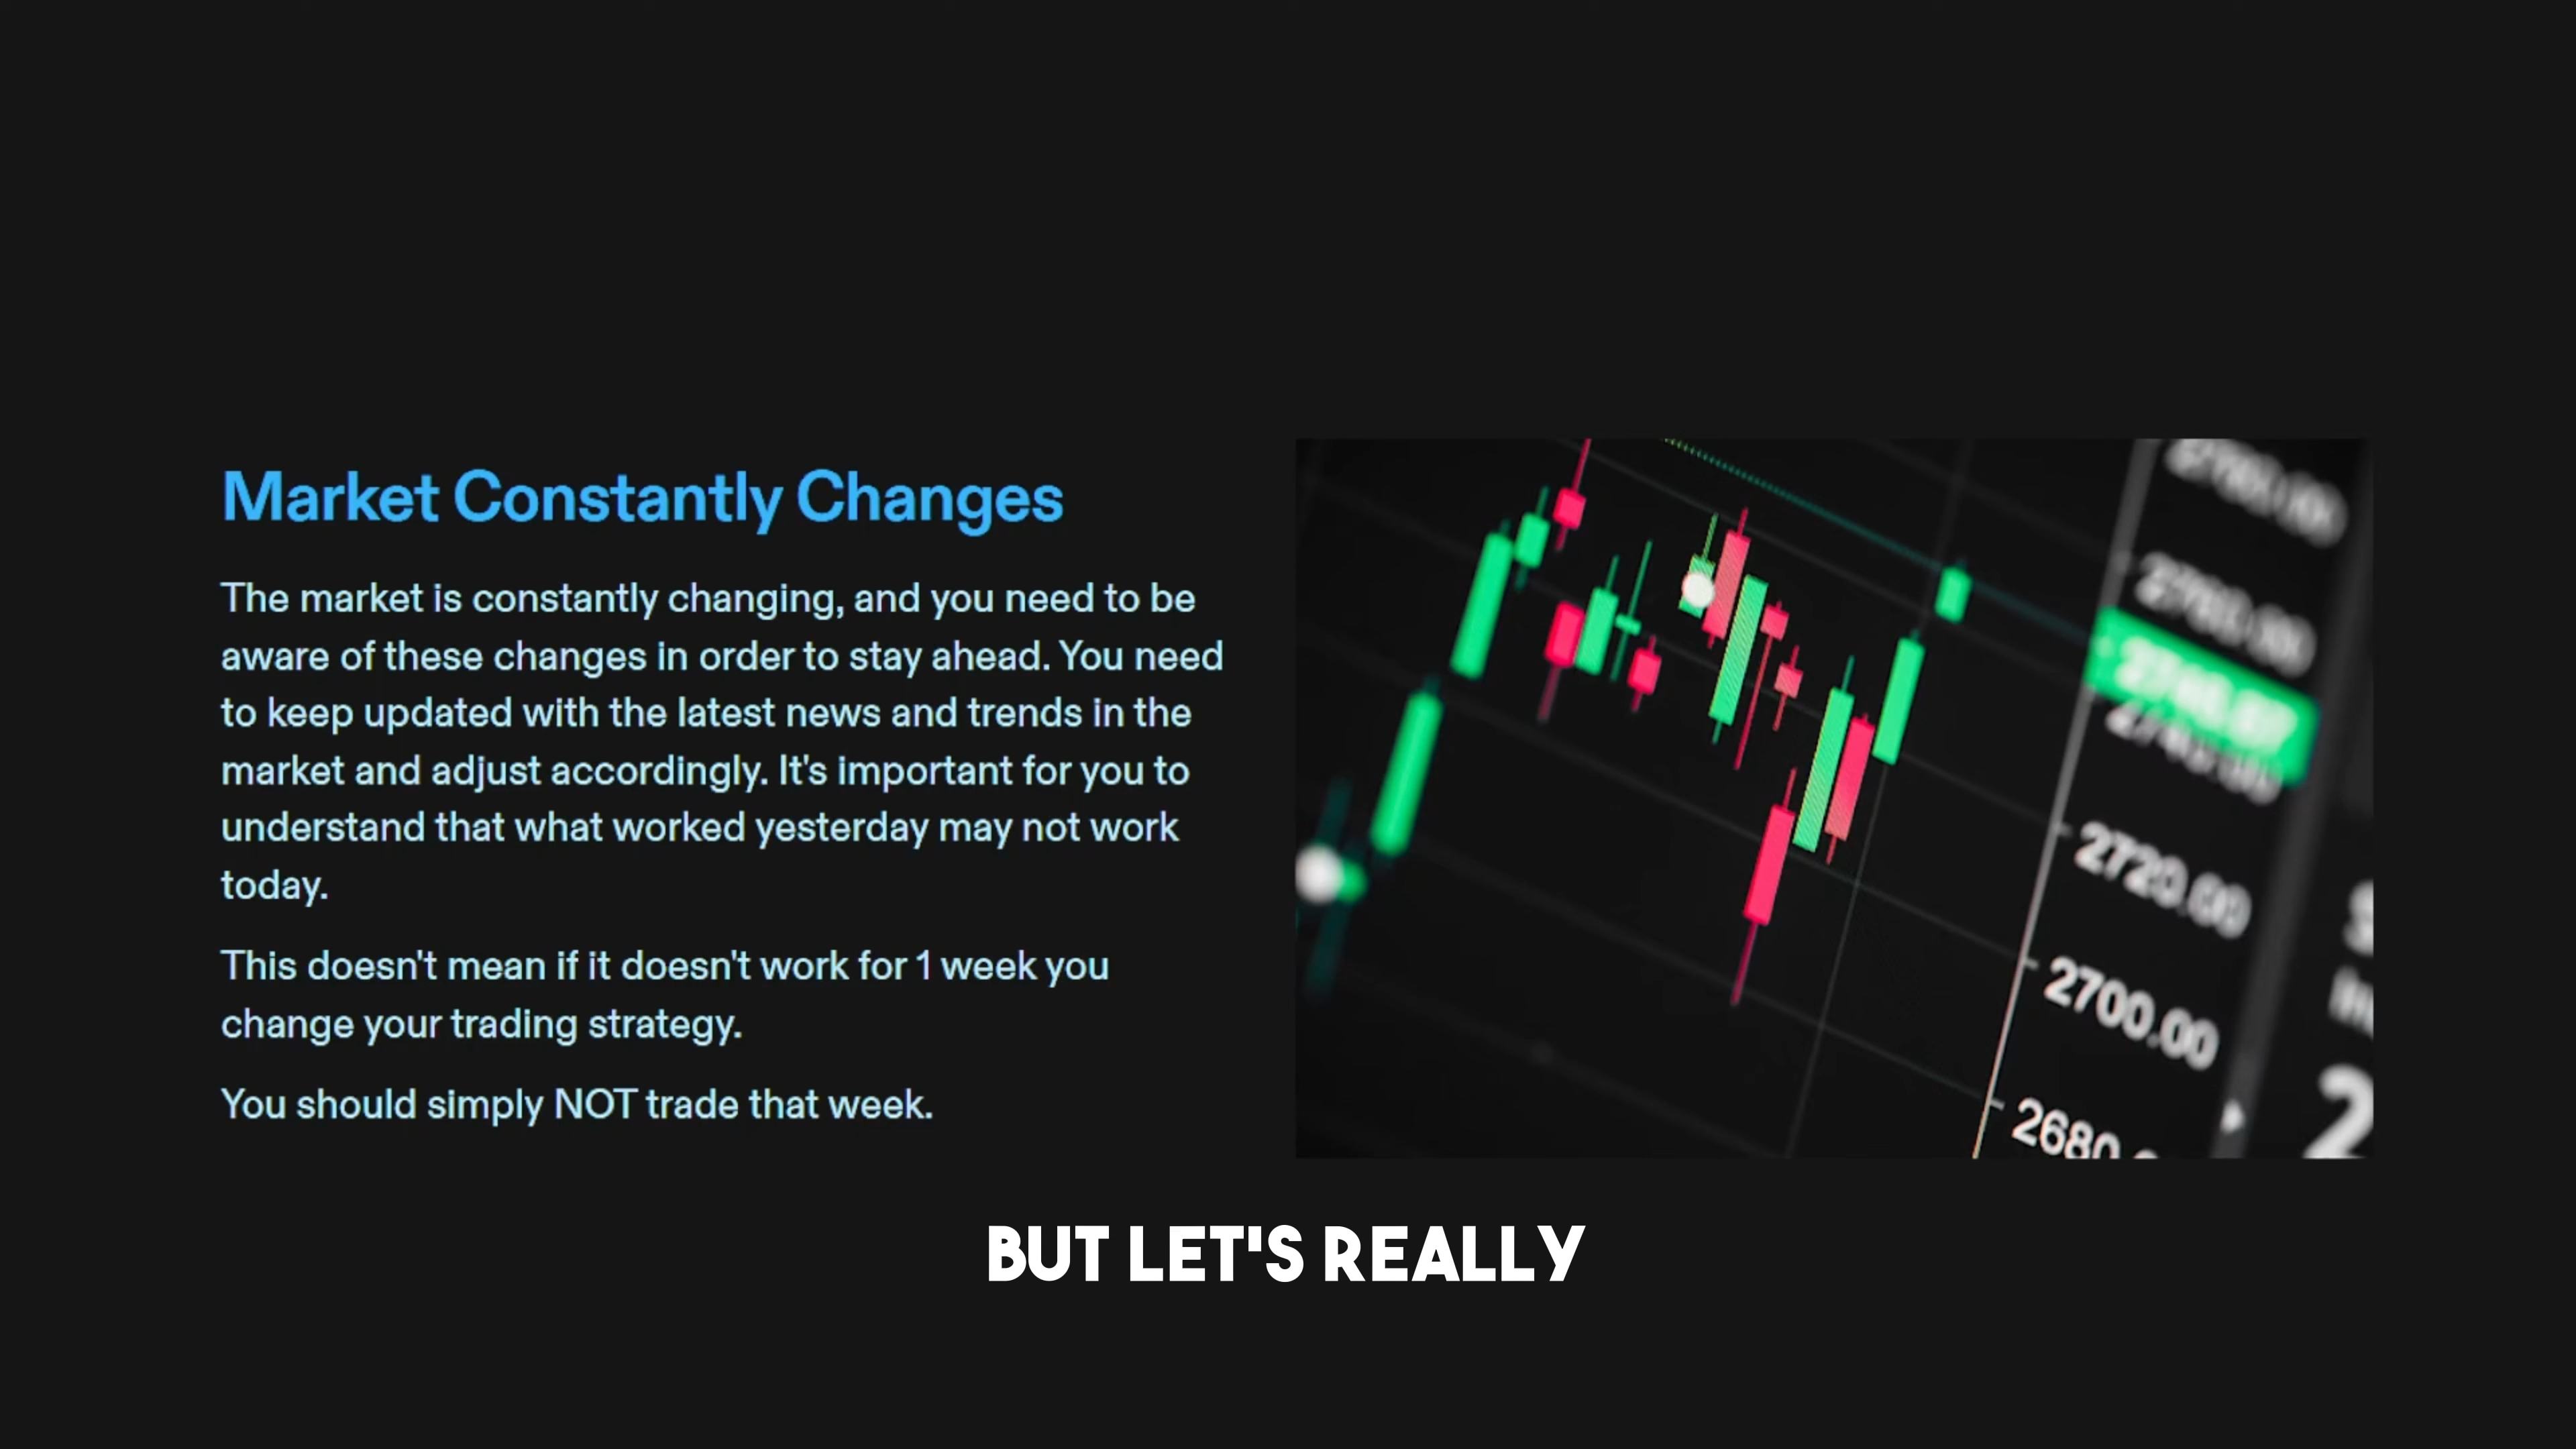 Market Constantly Changes
The market is constantly changing, and you need to be
aware of these changes in order to stay ahead. You need
to keep updated with the latest news and trends in the
market and adjust accordingly. It's important for you to
understand that what worked yesterday may not work
today.
This doesn't mean if it doesn't work for 1 week you
change your trading strategy.
You should simply NOT trade that week.
2720.00
2700.00
BUT LET'S REALLY